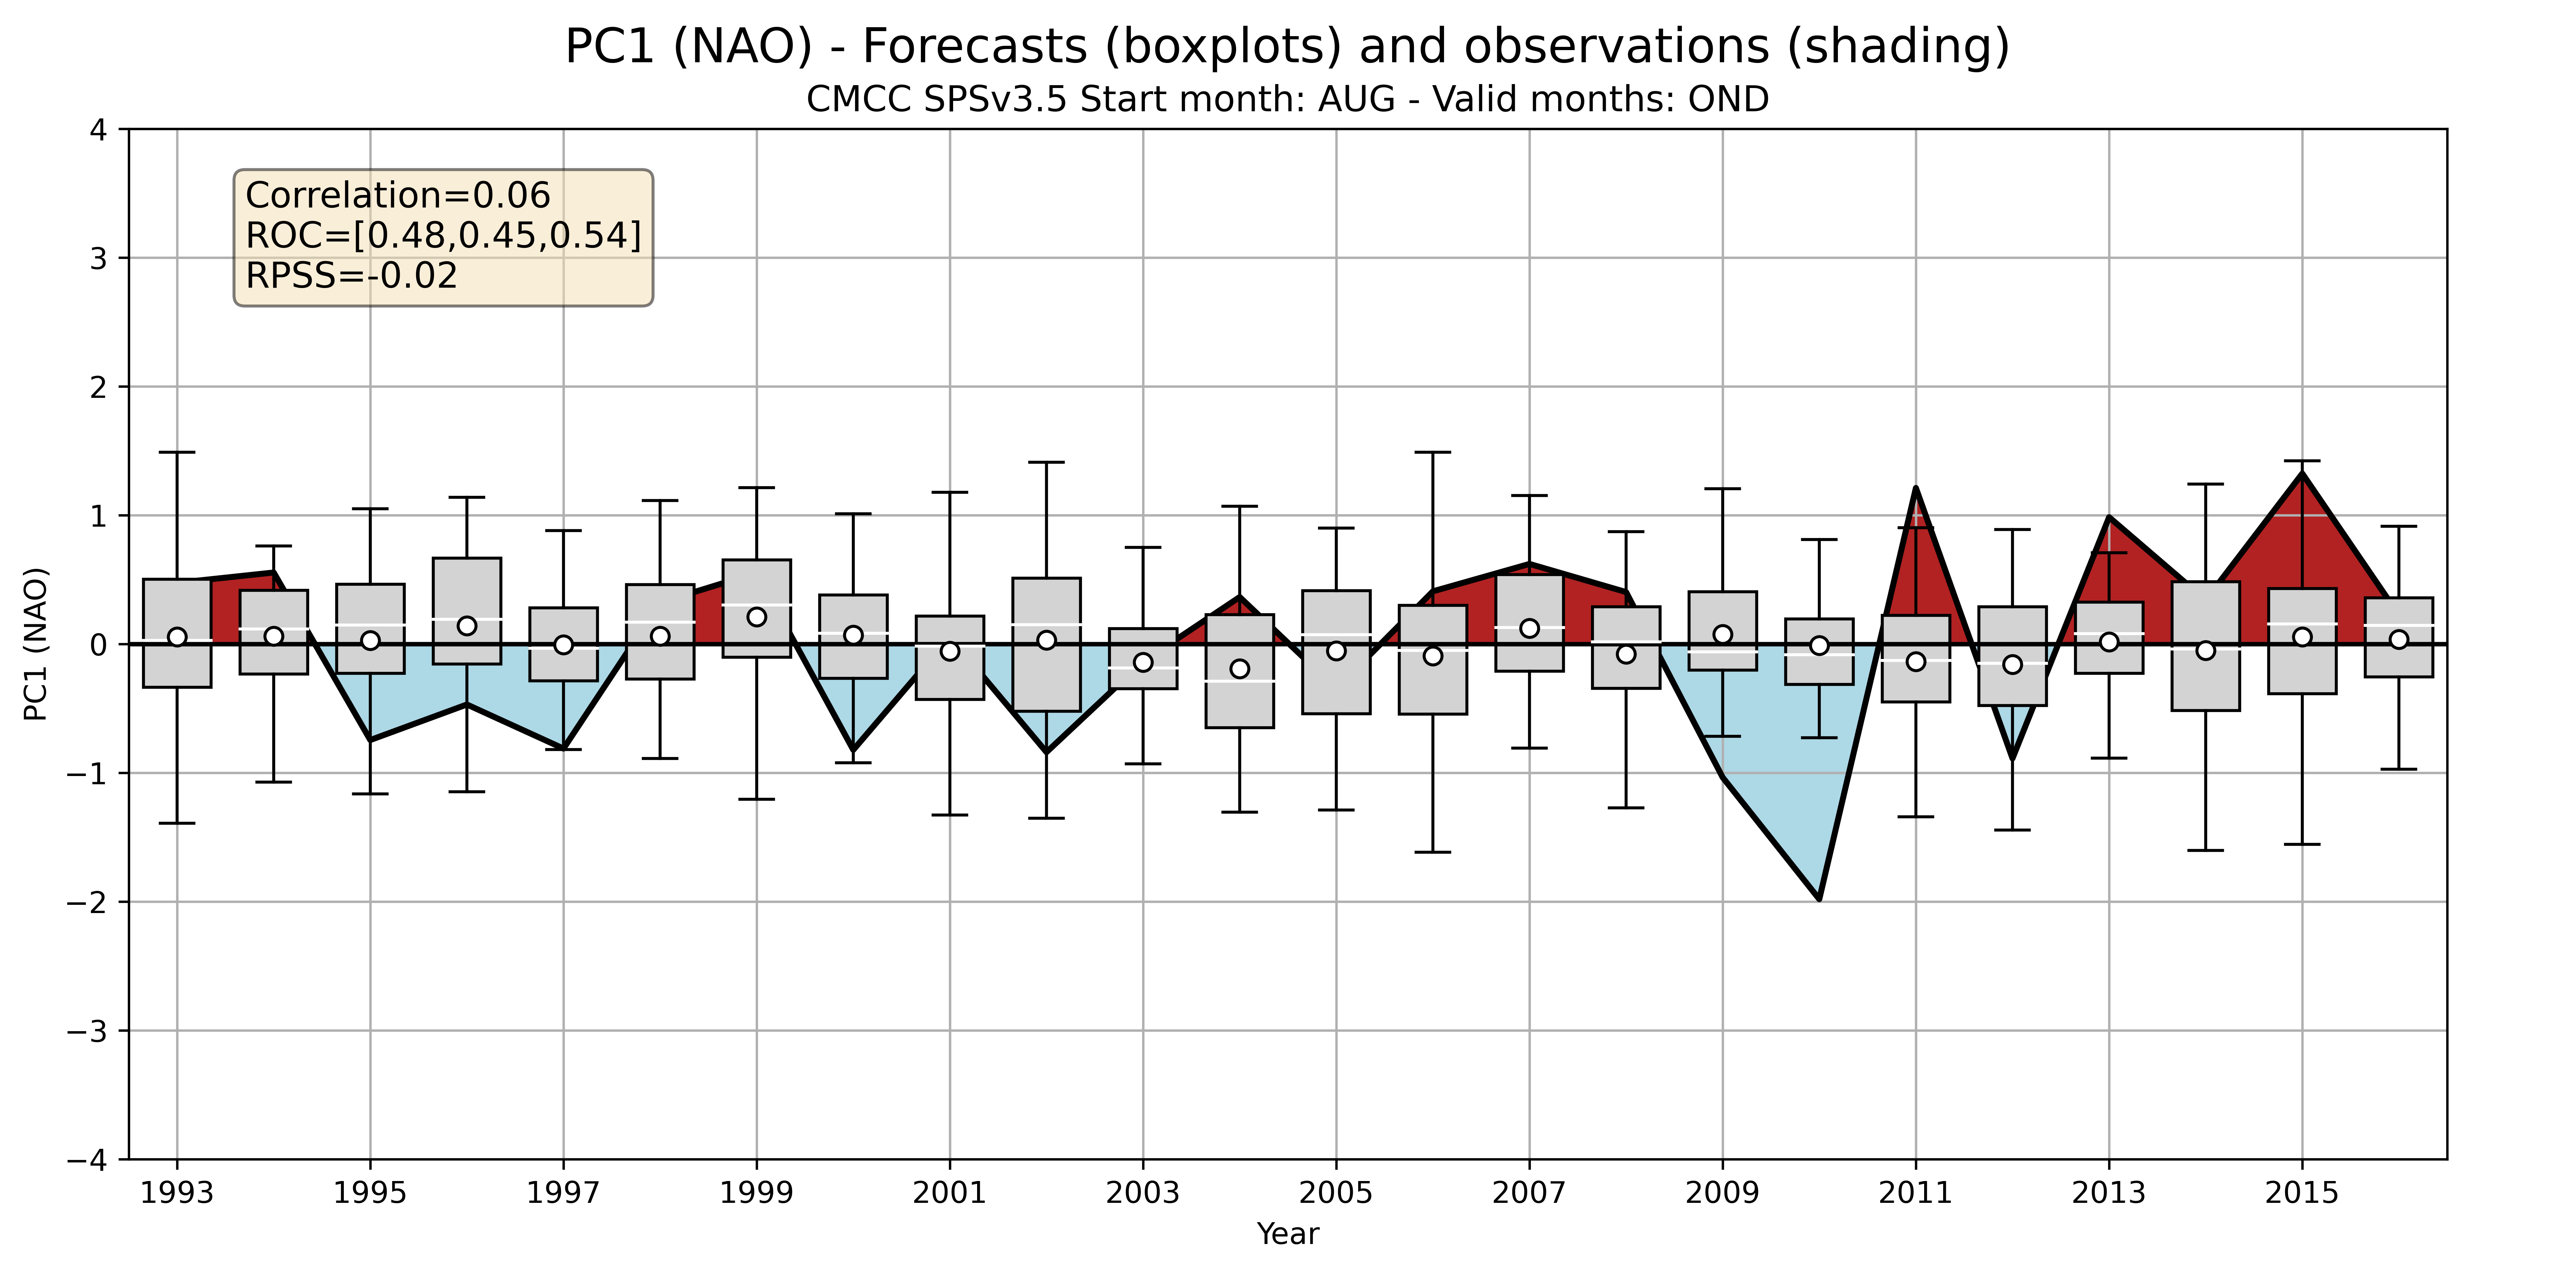 PC1 (NAO) - Forecasts (boxplots) and observations (shading)
CMCC SPSv3.5 Start month: AUG - Valid months: OND
Correlation=0.06
ROC=[0.48,0.45,0.54]
RPSS=-0.02
PC1 (NAO)
4
3
2
1
0
−1
−2
−3
−4
1993 1995 1997 1999 2001 2003 2005 2007 2009 2011 2013 2015
Year